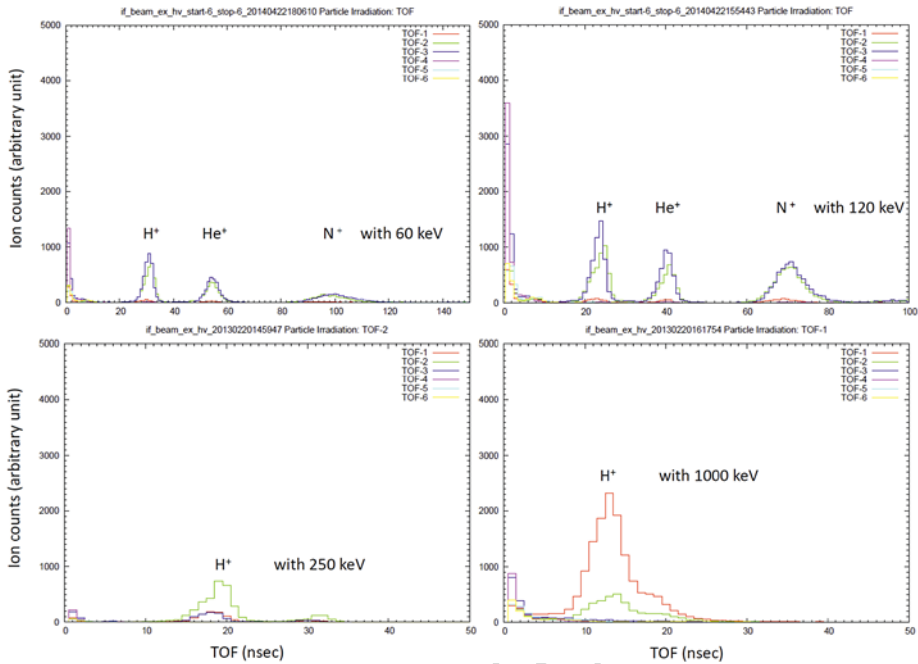 if_beam_ex_hv_start-6_stop-6_20140422180610 Particle Irradiation: TOF
5000
4000
3000
2000
1000
0
TOF-1
TOF-2
TOF-3
TOF-4
TOF-5
TOF-6
H⁺
He⁺
N⁺ with 60 keV
0 20 40 60 80 100 120 140
Ion counts (arbitrary unit)
if_beam_ex_hv_start-6_stop-6_20140422155443 Particle Irradiation: TOF
5000
4000
3000
2000
1000
0
TOF-1
TOF-2
TOF-3
TOF-4
TOF-5
TOF-6
H⁺
He⁺
N⁺ with 120 keV
0 20 40 60 80 100
if_beam_ex_hv_20130220145947 Particle Irradiation: TOF-2
5000
4000
3000
2000
1000
0
TOF-1
TOF-2
TOF-3
TOF-4
TOF-5
TOF-6
H⁺ with 250 keV
0 10 20 30 40 50
Ion counts (arbitrary unit)
TOF (nsec)
if_beam_ex_hv_20130220161754 Particle Irradiation: TOF-1
5000
4000
3000
2000
1000
0
TOF-1
TOF-2
TOF-3
TOF-4
TOF-5
TOF-6
H⁺ with 1000 keV
0 10 20 30 40 50
TOF (nsec)